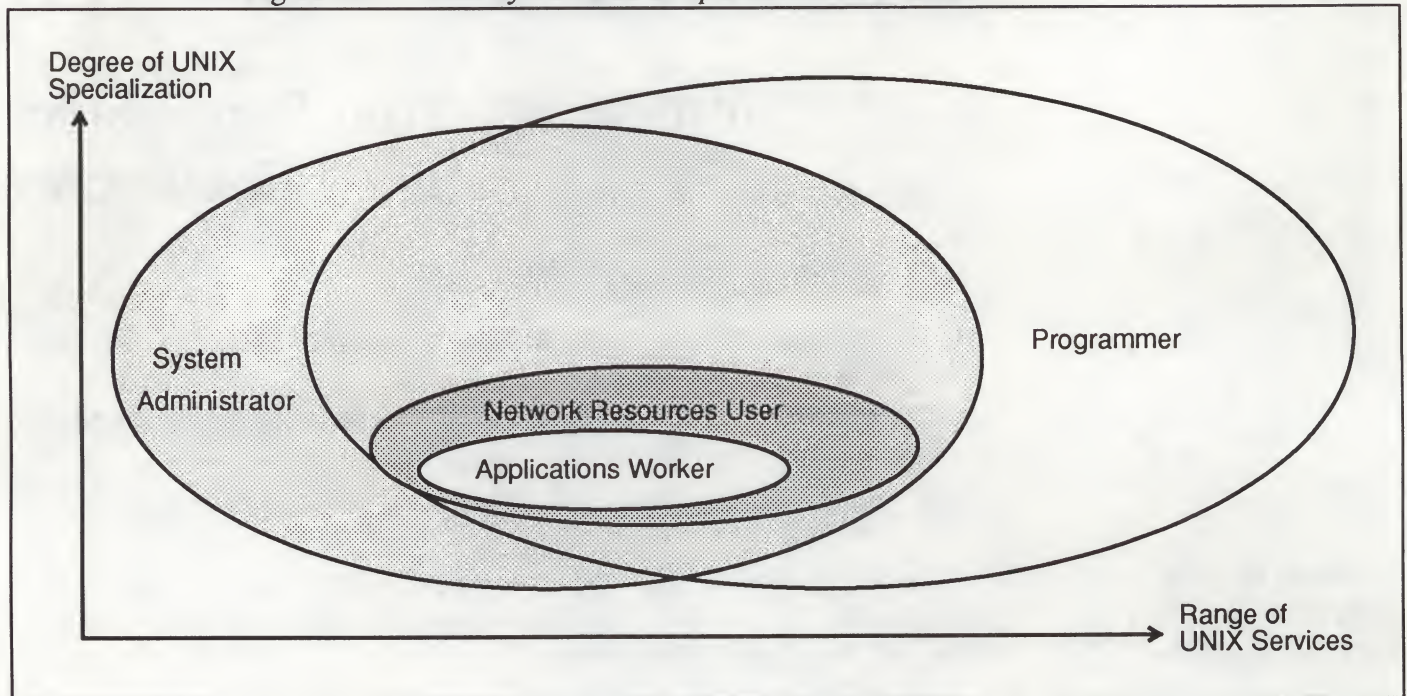 Degree of UNIX
Specialization
System
Administrator
Programmer
Network Resources User
Applications Worker
Range of
UNIX Services